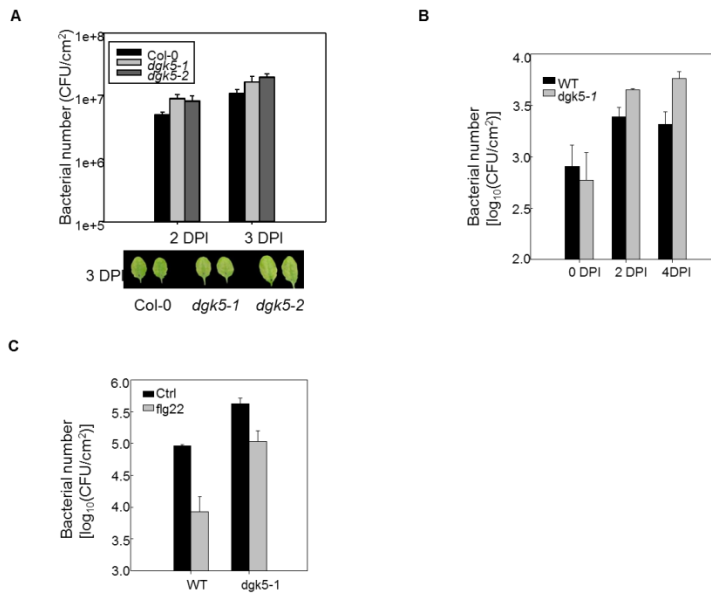 A
Bacterial number (CFU/cm²)
1e+8
1e+7
1e+6
1e+5
Col-0
dgk5-1
dgk5-2
2 DPI
3 DPI
3 DPI
Col-0
dgk5-1
dgk5-2
B
Bacterial number
[log₁₀(CFU/cm²)]
4.0
3.5
3.0
2.5
2.0
WT
dgk5-1
0 DPI
2 DPI
4DPI
C
Bacterial number
[log₁₀(CFU/cm²)]
6.0
5.5
5.0
4.5
4.0
3.5
3.0
Ctrl
flg22
WT
dgk5-1